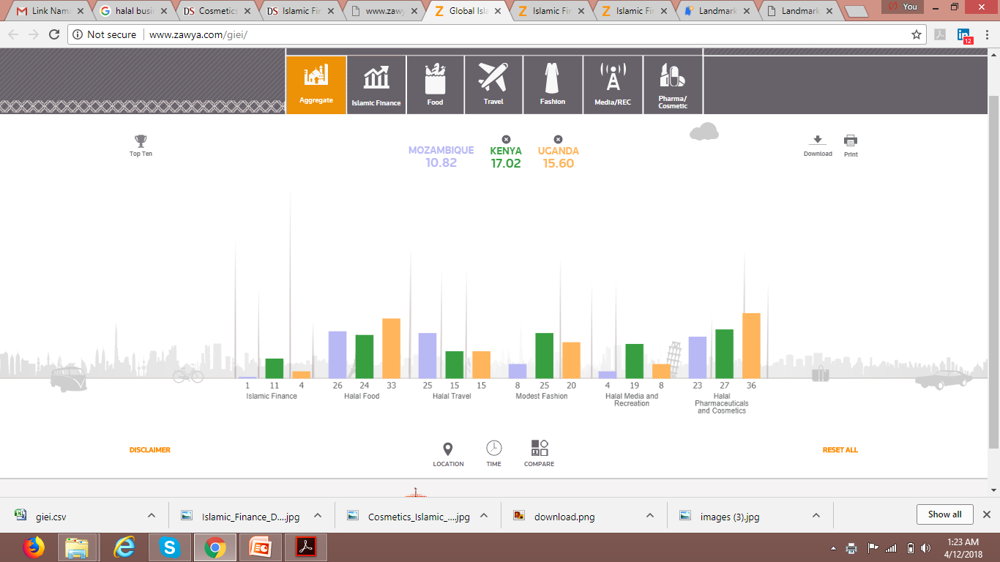 Link Nama
halal busi
DS Cosmetics
DS Islamic Fin
www.zawy
Z Global Isla
Z Islamic Fi
Z Islamic Fi
Landmark
Landmark
You
Not secure www.zawya.com/giei/
12
Aggregate
Islamic Finance
Food
Travel
Fashion
Media/REC
Pharma/
Cosmetic
Top Ten
MOZAMBIQUE
10.82
KENYA
17.02
UGANDA
15.60
Download
Print
1 11 4
Islamic Finance
26 24 33
Halal Food
25 15 15
Halal Travel
8 25 20
Modest Fashion
4 19 8
Halal Media and
Recreation
23 27 36
Halal
Pharmaceuticals
and Cosmetics
DISCLAIMER
LOCATION
TIME
COMPARE
RESET ALL
giei.csv
Islamic_Finance_D....jpg
Cosmetics_Islamic_....jpg
download.png
images (3).jpg
Show all
1:23 AM
4/12/2018